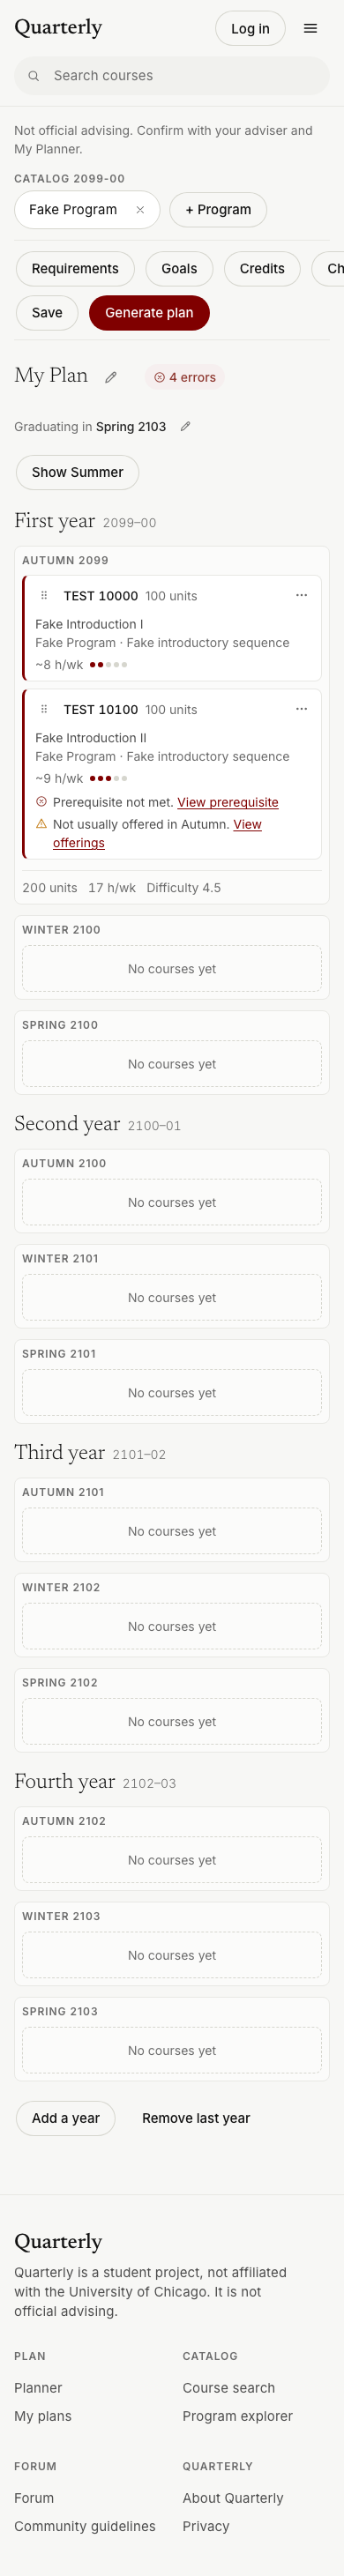 Quarterly
Log in
Search courses
Not official advising. Confirm with your adviser and
My Planner.
CATALOG 2099-00
Fake Program
+ Program
Requirements
Goals
Credits
Ch
Save
Generate plan
My Plan
4 errors
Graduating in Spring 2103
Show Summer
First year 2099–00
AUTUMN 2099
TEST 10000 100 units
Fake Introduction I
Fake Program · Fake introductory sequence
~8 h/wk
TEST 10100 100 units
Fake Introduction II
Fake Program · Fake introductory sequence
~9 h/wk
Prerequisite not met. View prerequisite
Not usually offered in Autumn. View
offerings
200 units 17 h/wk Difficulty 4.5
WINTER 2100
No courses yet
SPRING 2100
No courses yet
Second year 2100–01
AUTUMN 2100
No courses yet
WINTER 2101
No courses yet
SPRING 2101
No courses yet
Third year 2101–02
AUTUMN 2101
No courses yet
WINTER 2102
No courses yet
SPRING 2102
No courses yet
Fourth year 2102–03
AUTUMN 2102
No courses yet
WINTER 2103
No courses yet
SPRING 2103
No courses yet
Add a year
Remove last year
Quarterly
Quarterly is a student project, not affiliated
with the University of Chicago. It is not
official advising.
PLAN
Planner
My plans
CATALOG
Course search
Program explorer
FORUM
Forum
Community guidelines
QUARTERLY
About Quarterly
Privacy